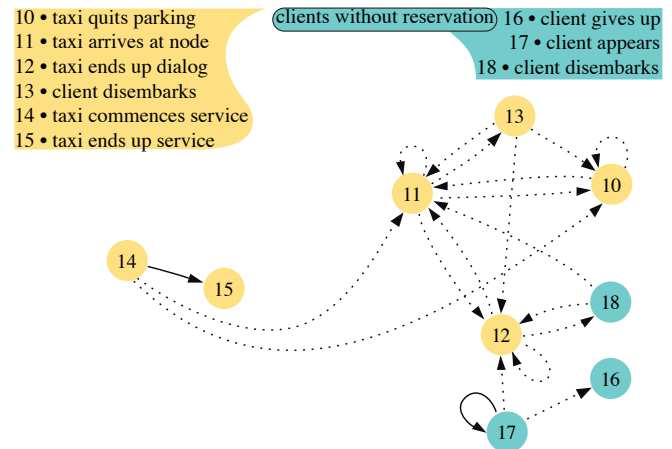 10 • taxi quits parking
11 • taxi arrives at node
12 • taxi ends up dialog
13 • client disembarks
14 • taxi commences service
15 • taxi ends up service
clients without reservation
16 • client gives up
17 • client appears
18 • client disembarks
13
11
10
14
15
18
12
16
17